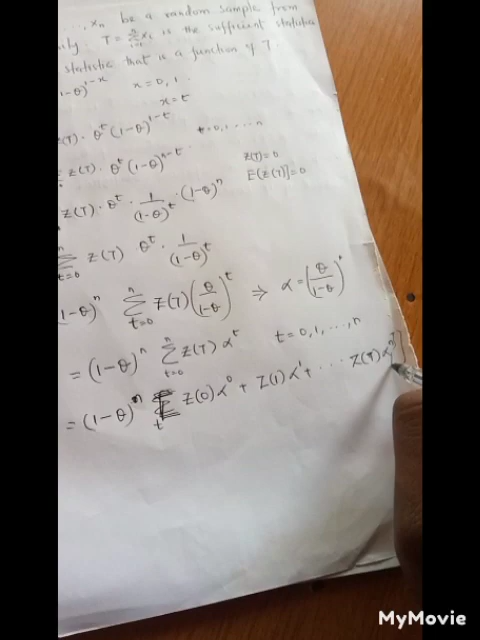 xn be a random sample from
T = Σ xi is the sufficient statistics
statistic that is a function of T.
1-θ)^1-x x = 0, 1.
x = t
z(T) · θ^t (1-θ)^1-t t = 0, 1, ..., n
z(T) · θ^t (1-θ)^n-t z(T) = 0
E[z(T)] = 0
z(T) · θ^t · 1/(1-θ)^t · (1-θ)^n
n Σ t=0 z(T) θ^t · 1/(1-θ)^t
(1-θ)^n n Σ t=0 z(T) (θ/1-θ)^t ⇒ α = (θ/1-θ)
= (1-θ)^n n Σ t=0 z(T) α^t t = 0, 1, ..., n
= (1-θ)^n z(0) α^0 + z(1) α^1 + ...
MyMovie